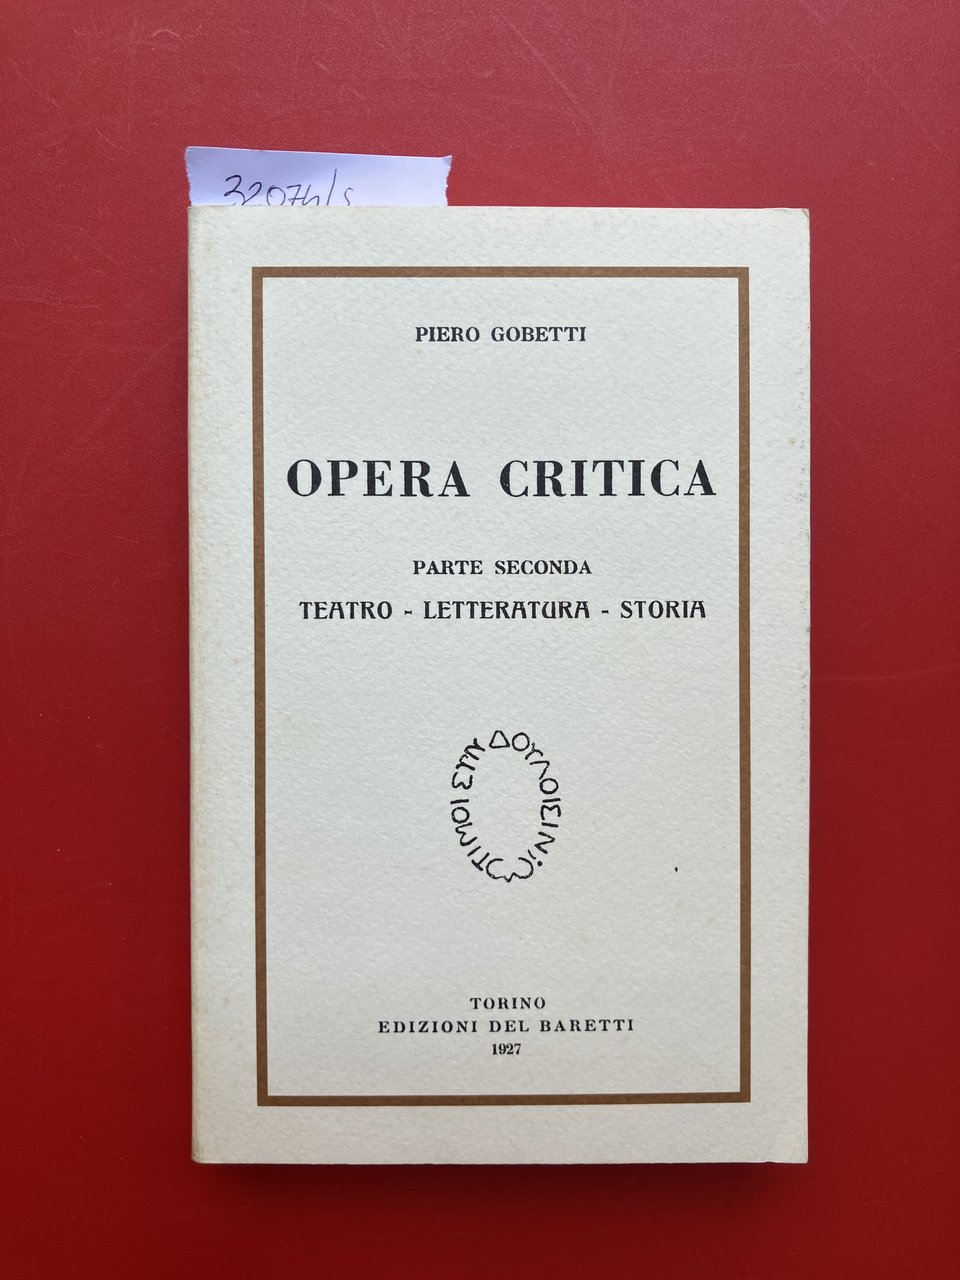 32074/s
PIERO GOBETTI
OPERA CRITICA
PARTE SECONDA
TEATRO - LETTERATURA - STORIA
TORINO
EDIZIONI DEL BARETTI
1927